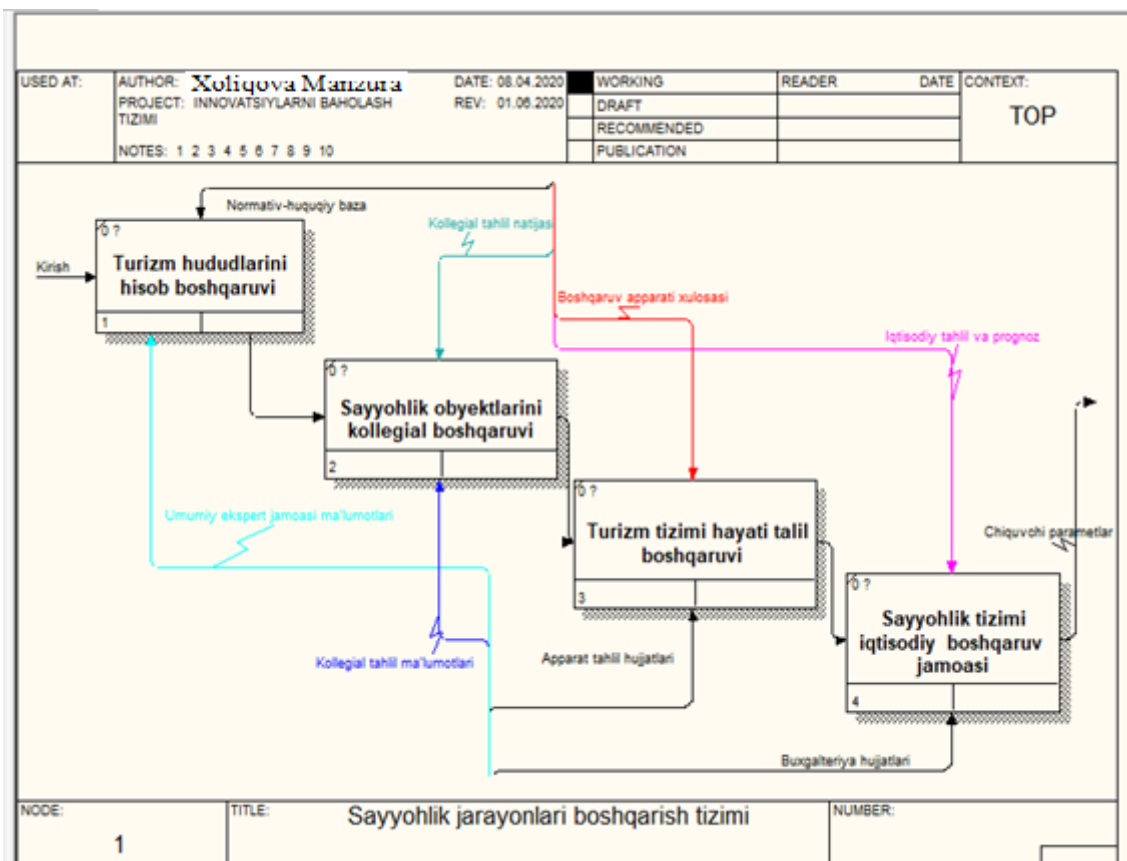 USED AT:
AUTHOR: Xoliqova Manzura
DATE: 08.04.2020
WORKING
READER
DATE
CONTEXT:
PROJECT: INNOVATSIYLARNI BAHOLASH
TIZIMI
REV: 01.06.2020
DRAFT
TOP
RECOMMENDED
NOTES: 1 2 3 4 5 6 7 8 9 10
PUBLICATION
Normativ-huquqiy baza
Kollegial tahlil natijas
0 ?
Kirish
Turizm hududlarini
hisob boshqaruvi
1
Boshqaruv apparati xulosasi
Iqtisodiy tahlil va prognoz
0 ?
Sayyohlik obyektlarini
kollegial boshqaruvi
2
0 ?
Umumiy ekspert jamoasi ma'lumotlari
Turizm tizimi hayati talil
boshqaruvi
3
Chiquvchi parametlar
0 ?
Sayyohlik tizimi
iqtisodiy boshqaruv
jamoasi
4
Kollegial tahlil ma'lumotlari
Apparat tahlil hujjatlari
Buxgalteriya hujjatlari
NODE:
1
TITLE:
Sayyohlik jarayonlari boshqarish tizimi
NUMBER: